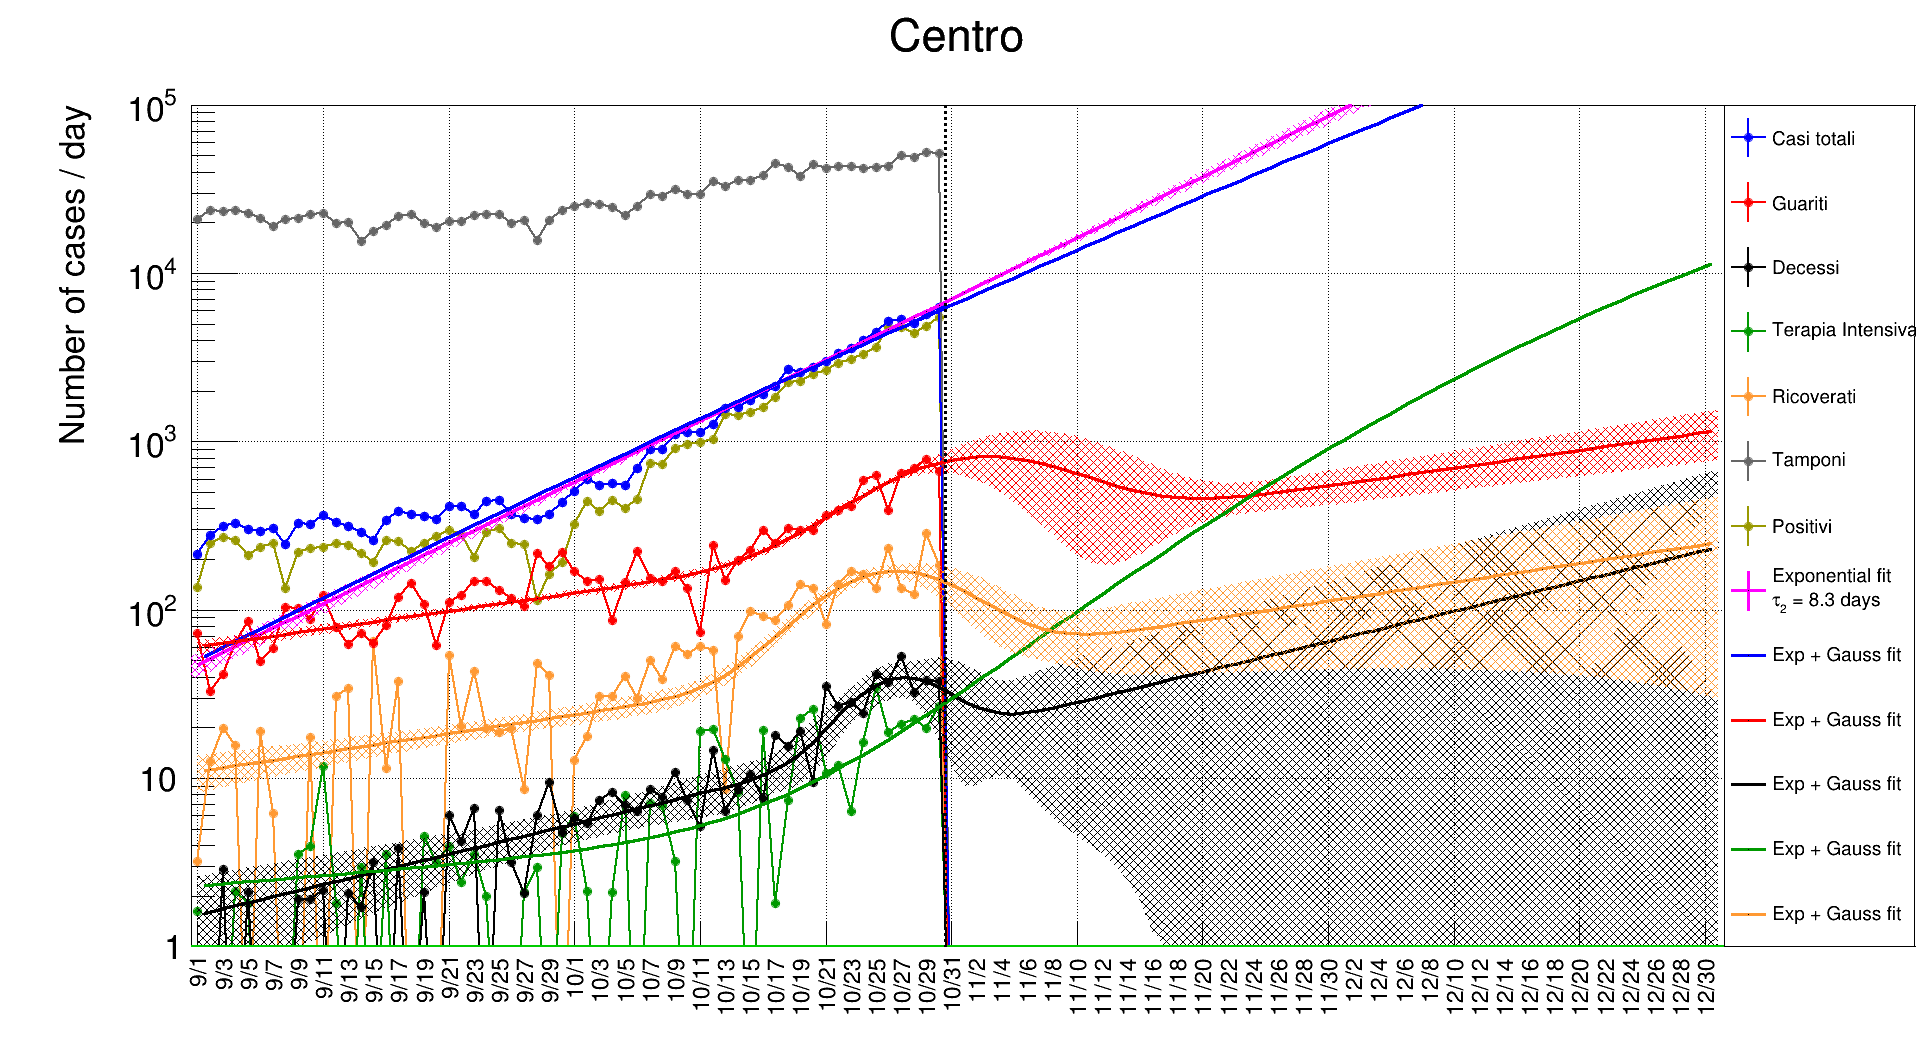 Centro
Number of cases / day
10^5
10^4
10^3
10^2
10
1
9/1 9/3 9/5 9/7 9/9 9/11 9/13 9/15 9/17 9/19 9/21 9/23 9/25 9/27 9/29 10/1 10/3 10/5 10/7 10/9 10/11 10/13 10/15 10/17 10/19 10/21 10/23 10/25 10/27 10/29 10/31 11/2 11/4 11/6 11/8 11/10 11/12 11/14 11/16 11/18 11/20 11/22 11/24 11/26 11/28 11/30 12/2 12/4 12/6 12/8 12/10 12/12 12/14 12/16 12/18 12/20 12/22 12/24 12/26 12/28 12/30
Casi totali
Guariti
Decessi
Terapia Intensiva
Ricoverati
Tamponi
Positivi
Exponential fit
τ₂ = 8.3 days
Exp + Gauss fit
Exp + Gauss fit
Exp + Gauss fit
Exp + Gauss fit
Exp + Gauss fit